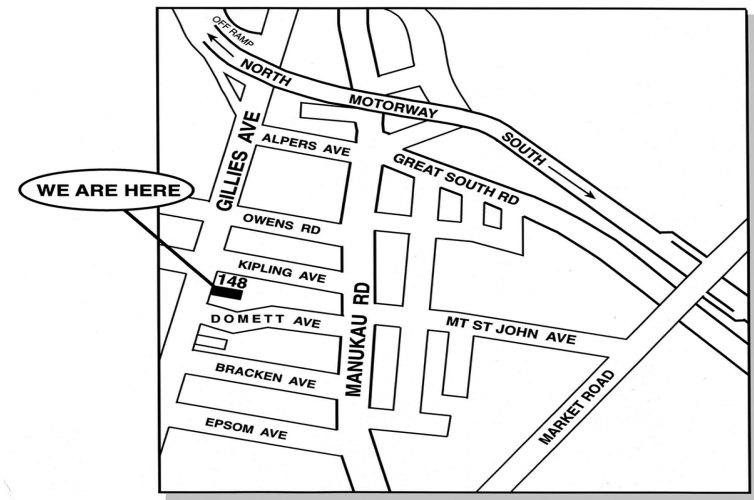 OFF RAMP
NORTH
MOTORWAY
SOUTH
GILLIES AVE
ALPERS AVE
GREAT SOUTH RD
WE ARE HERE
OWENS RD
KIPLING AVE
148
DOMETT AVE
MANUKAU RD
MT ST JOHN AVE
BRACKEN AVE
MARKET ROAD
EPSOM AVE